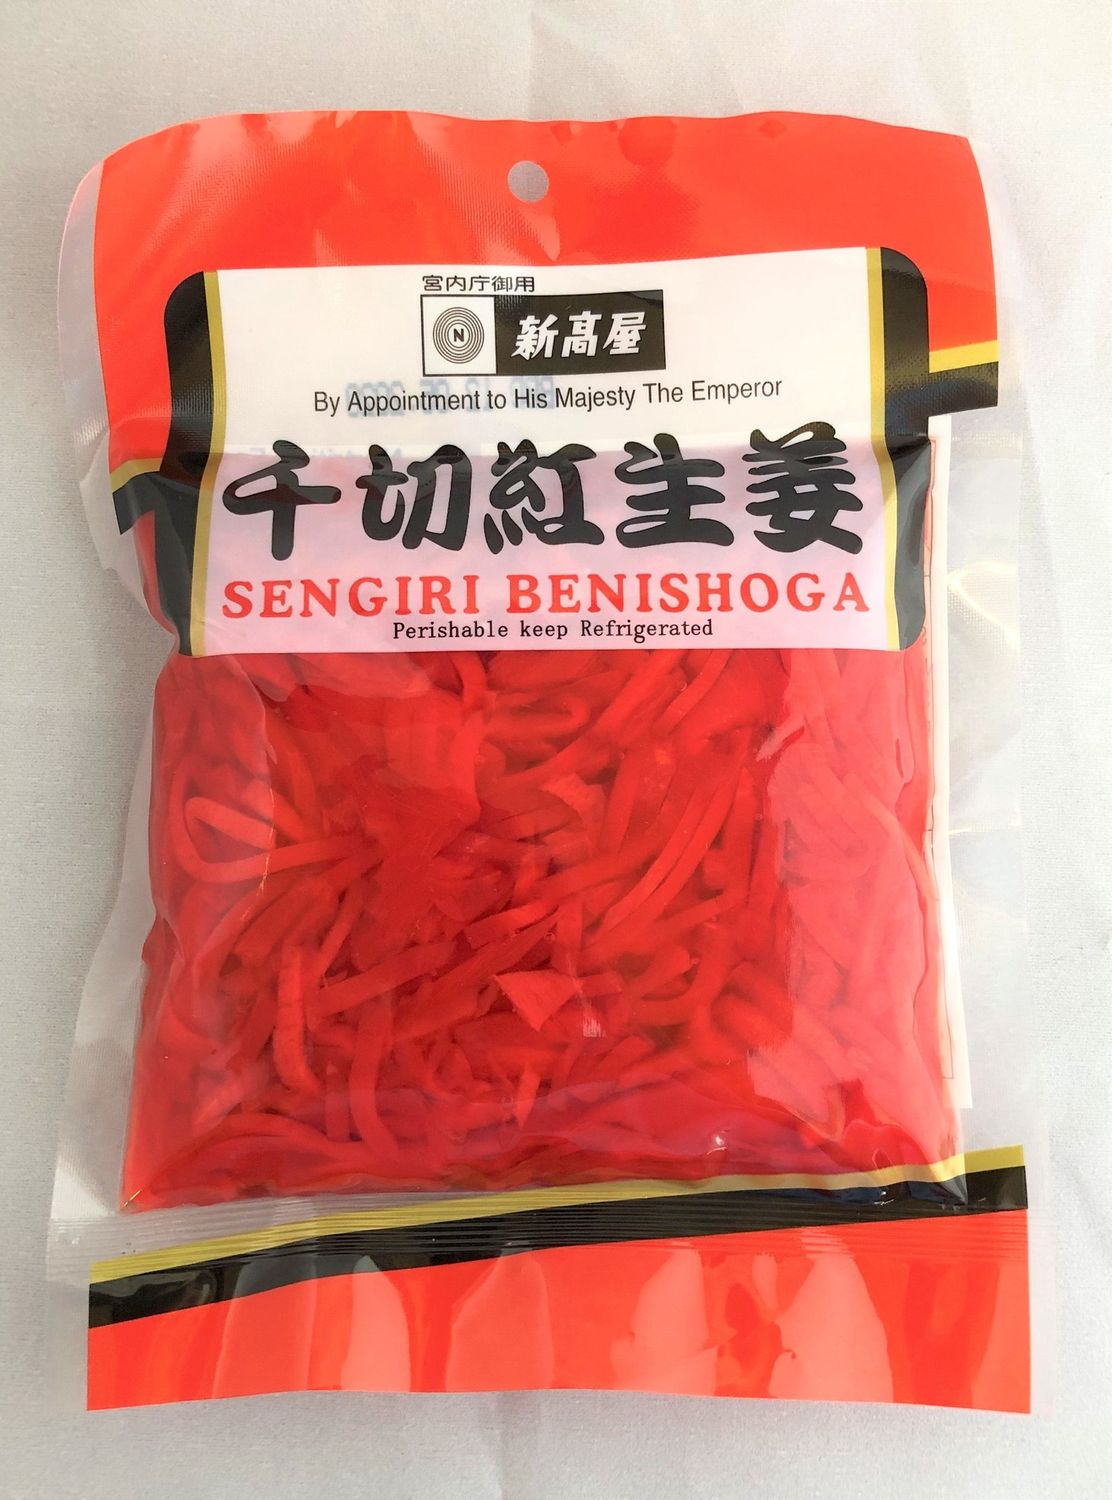 宮内庁御用
N 新髙屋
By Appointment to His Majesty The Emperor
千切紅生姜
SENGIRI BENISHOGA
Perishable keep Refrigerated